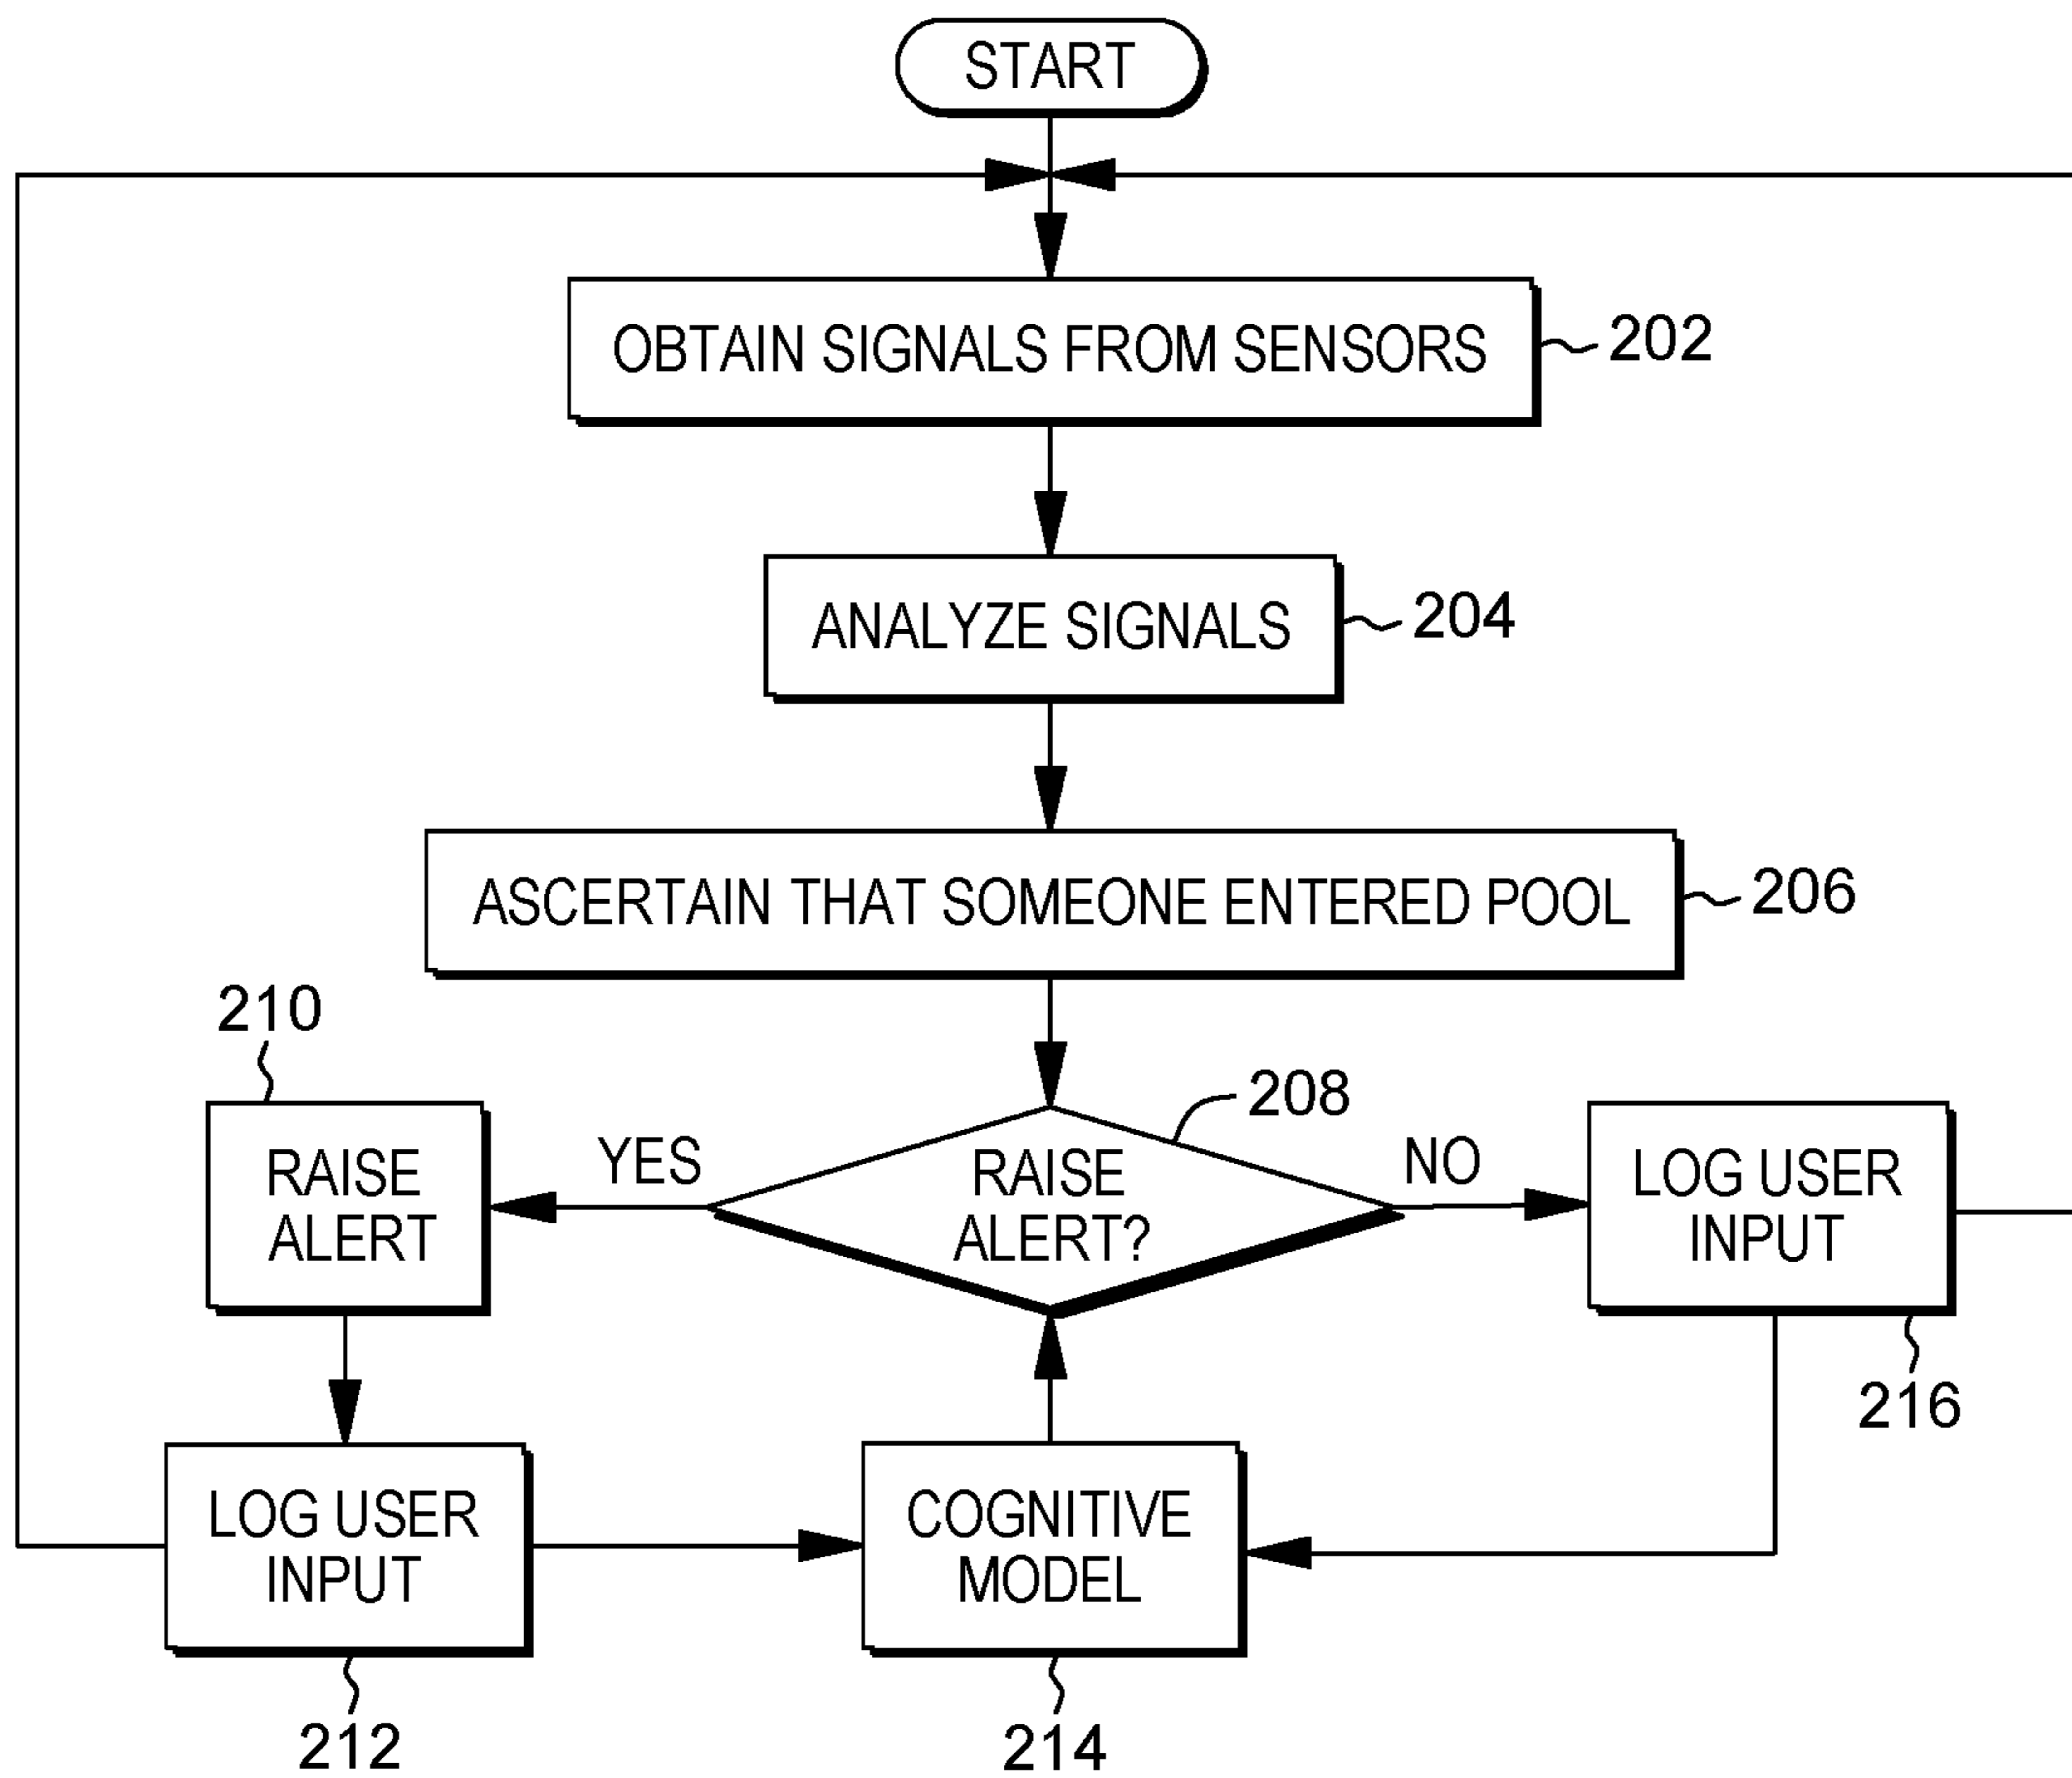 START
OBTAIN SIGNALS FROM SENSORS
202
ANALYZE SIGNALS
204
ASCERTAIN THAT SOMEONE ENTERED POOL
206
210
208
RAISE
ALERT
YES
RAISE
ALERT?
NO
LOG USER
INPUT
216
LOG USER
INPUT
COGNITIVE
MODEL
212
214